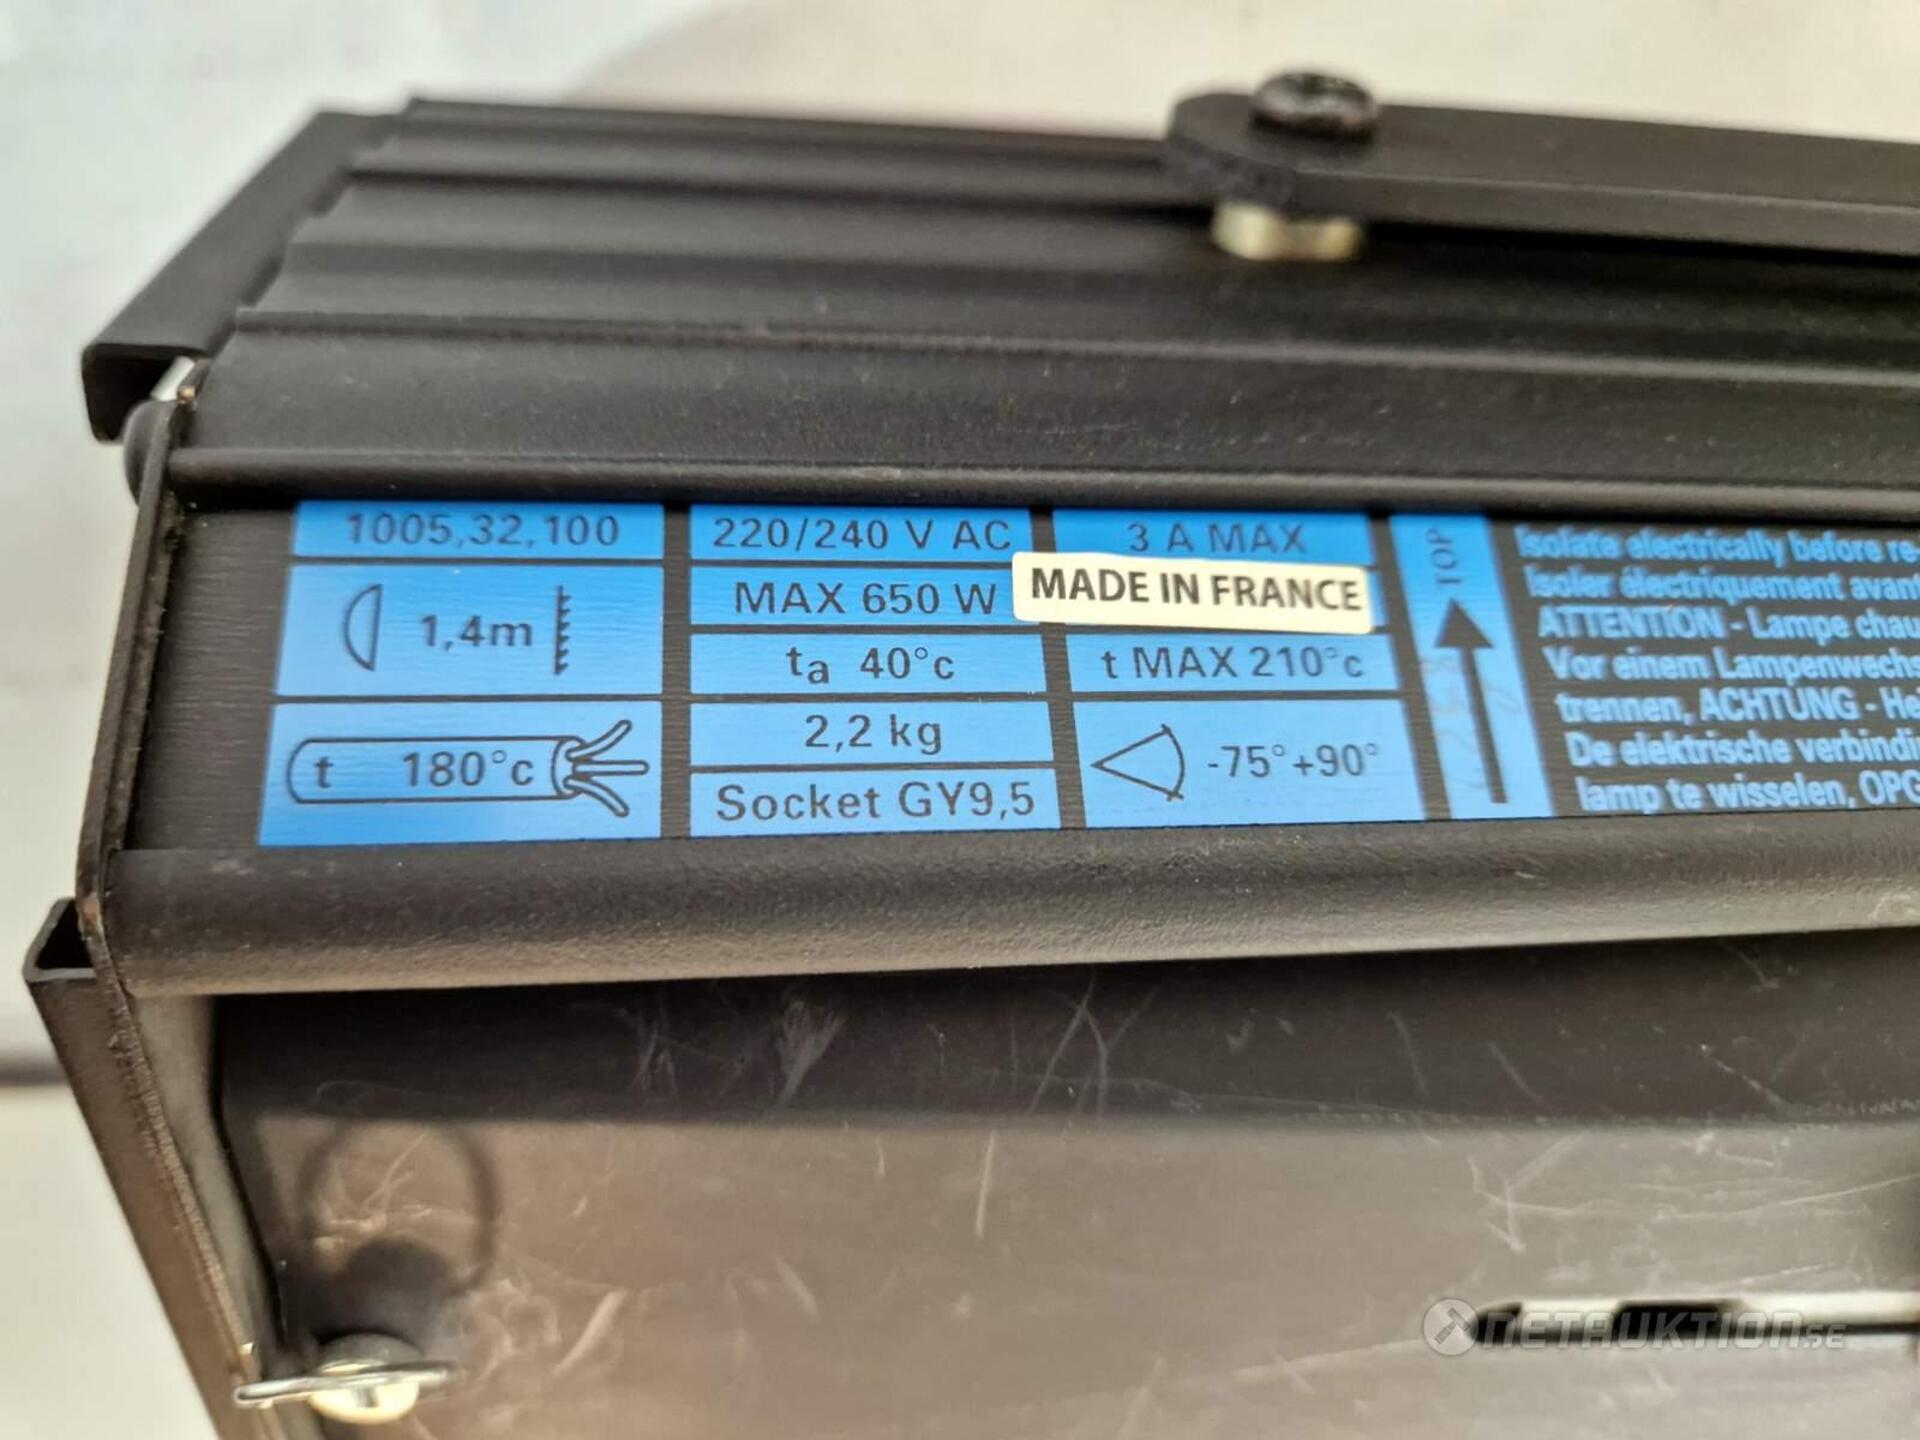 1005,32,100
220/240 V AC
3 A MAX
MAX 650 W
MADE IN FRANCE
1,4m
ta 40°c
t MAX 210°c
t 180°c
2,2 kg
-75°+90°
Socket GY9,5
TOP
Isolate electrically before re-
Isoler électriquement avant
ATTENTION - Lampe chau
Vor einem Lampenwechs
trennen, ACHTUNG - He
De elektrische verbindi
lamp te wisselen, OPG
NETAUKTION.SE